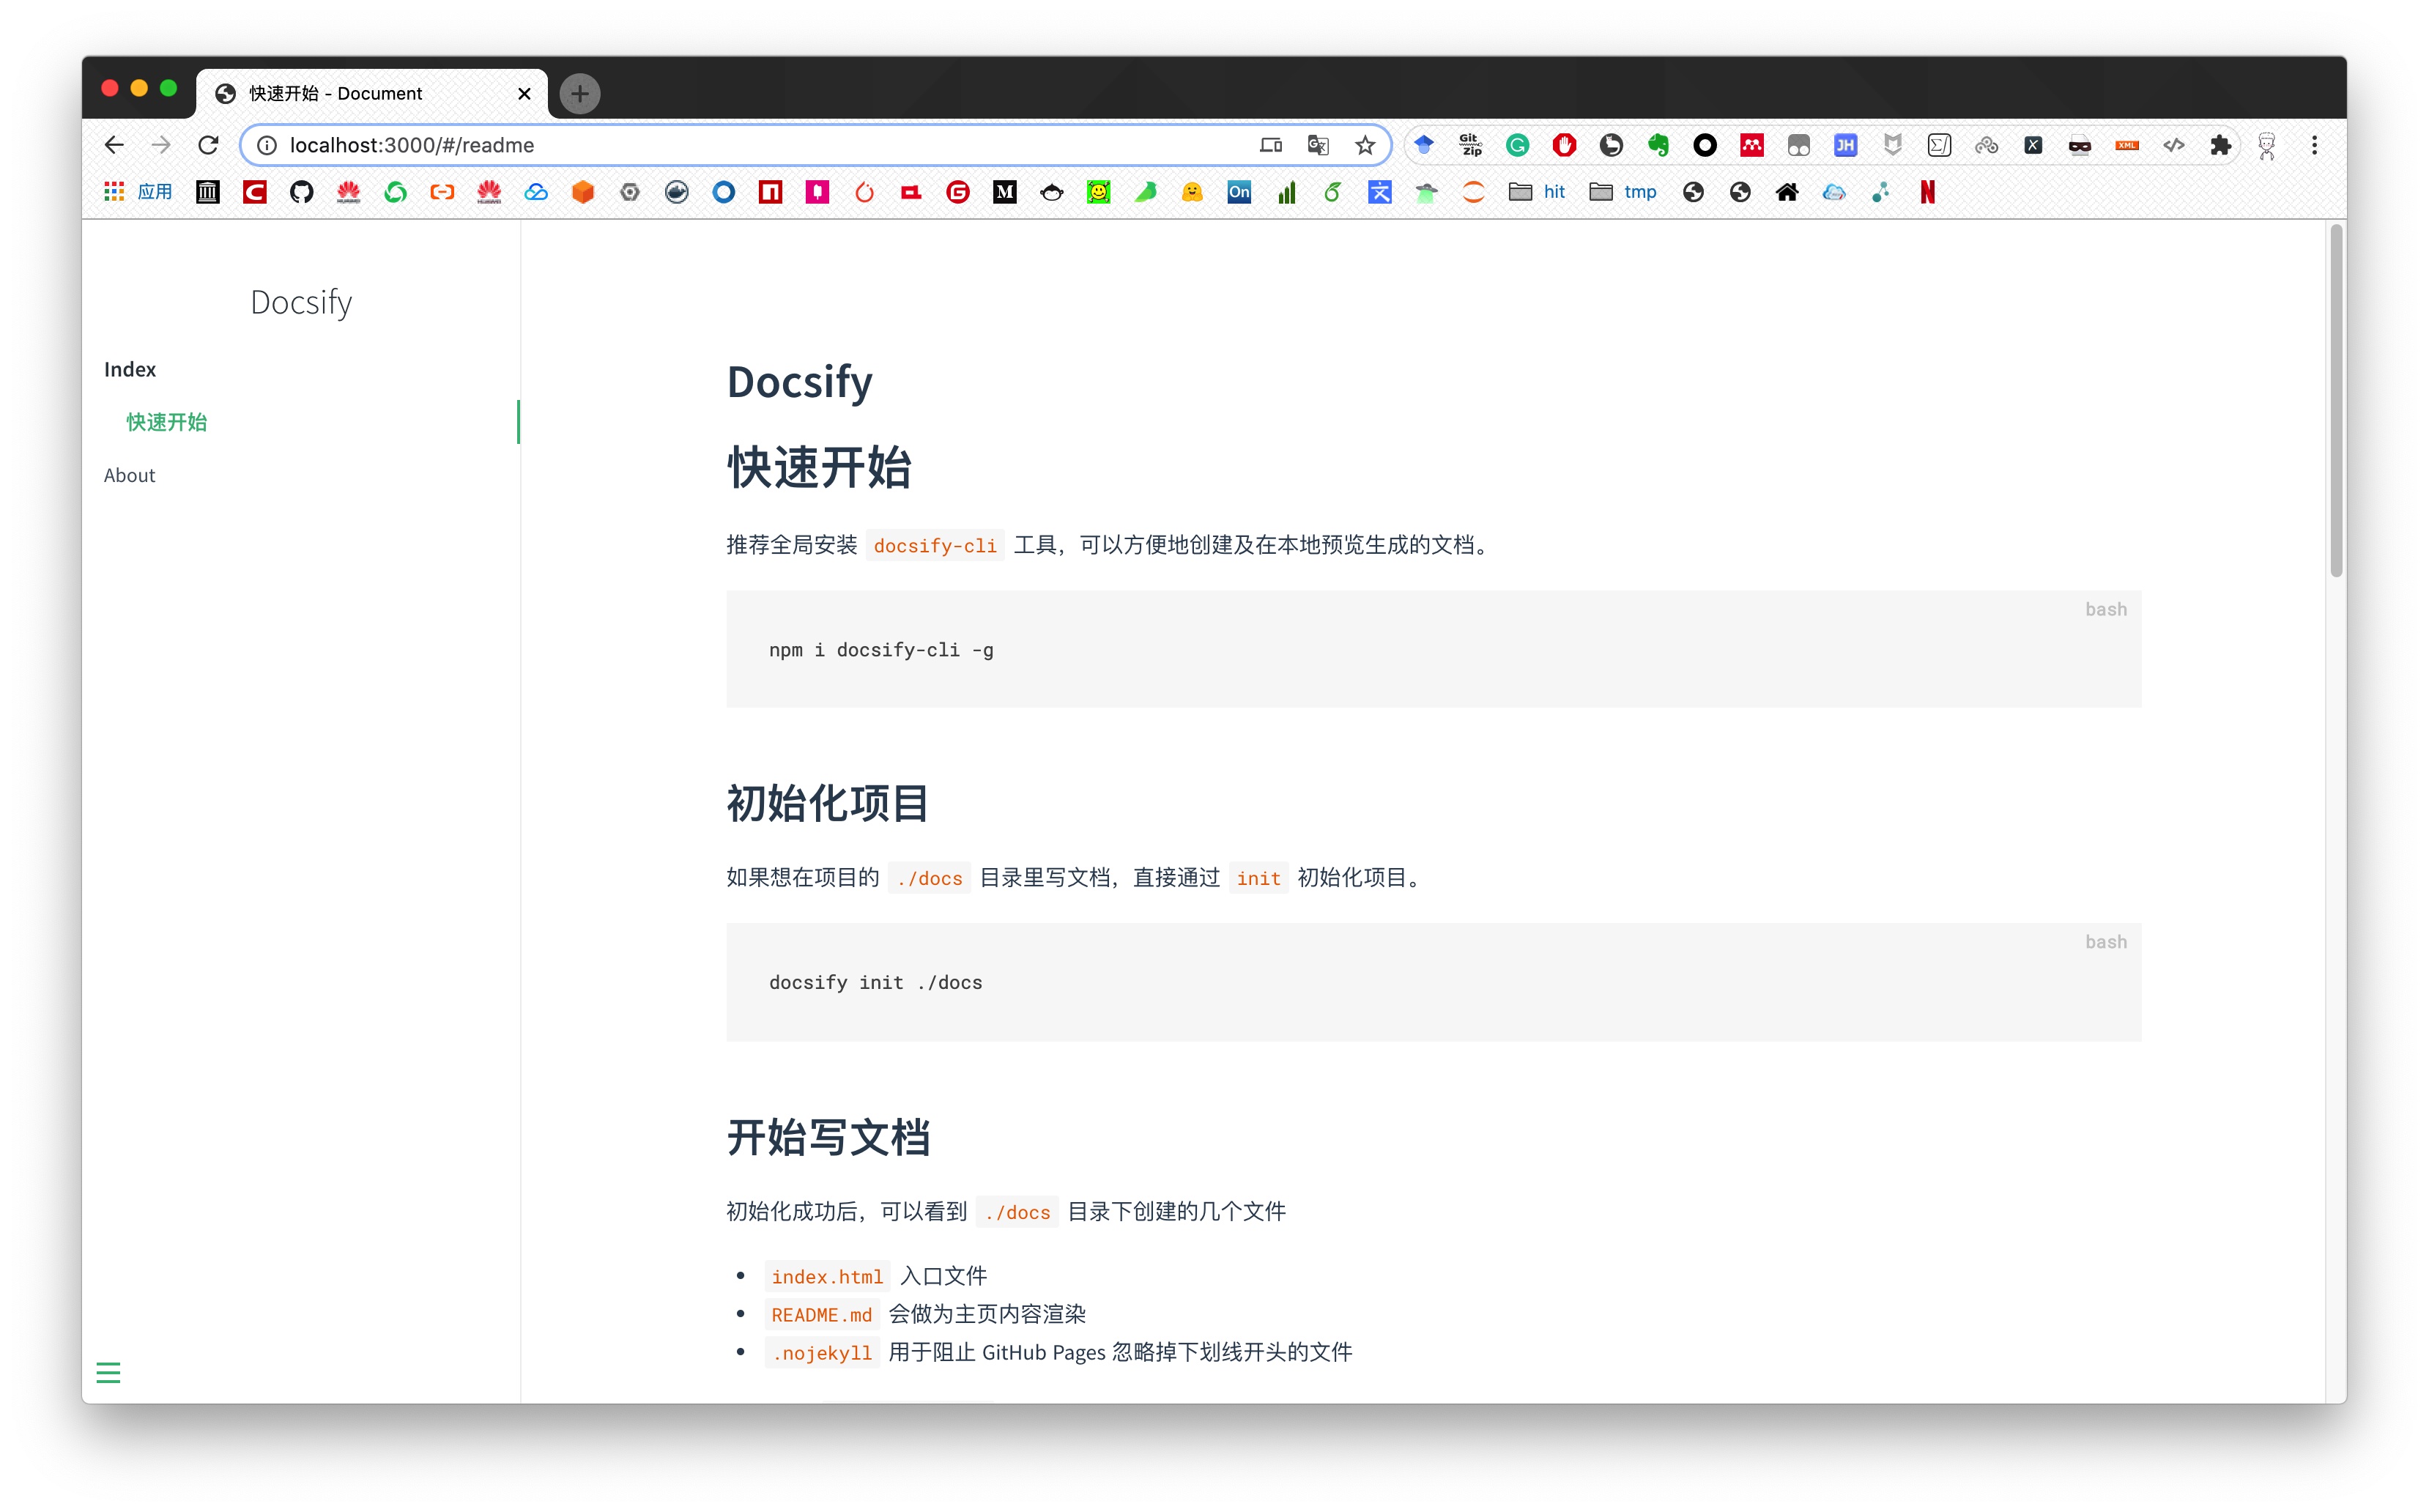 快速开始 - Document
localhost:3000/#/readme
Git Zip
JH
XML
应用
M
On
hit
tmp
Docsify
Index
快速开始
About
Docsify
快速开始
推荐全局安装 docsify-cli 工具，可以方便地创建及在本地预览生成的文档。
bash
npm i docsify-cli -g
初始化项目
如果想在项目的 ./docs 目录里写文档，直接通过 init 初始化项目。
bash
docsify init ./docs
开始写文档
初始化成功后，可以看到 ./docs 目录下创建的几个文件
• index.html 入口文件
• README.md 会做为主页内容渲染
• .nojekyll 用于阻止 GitHub Pages 忽略掉下划线开头的文件